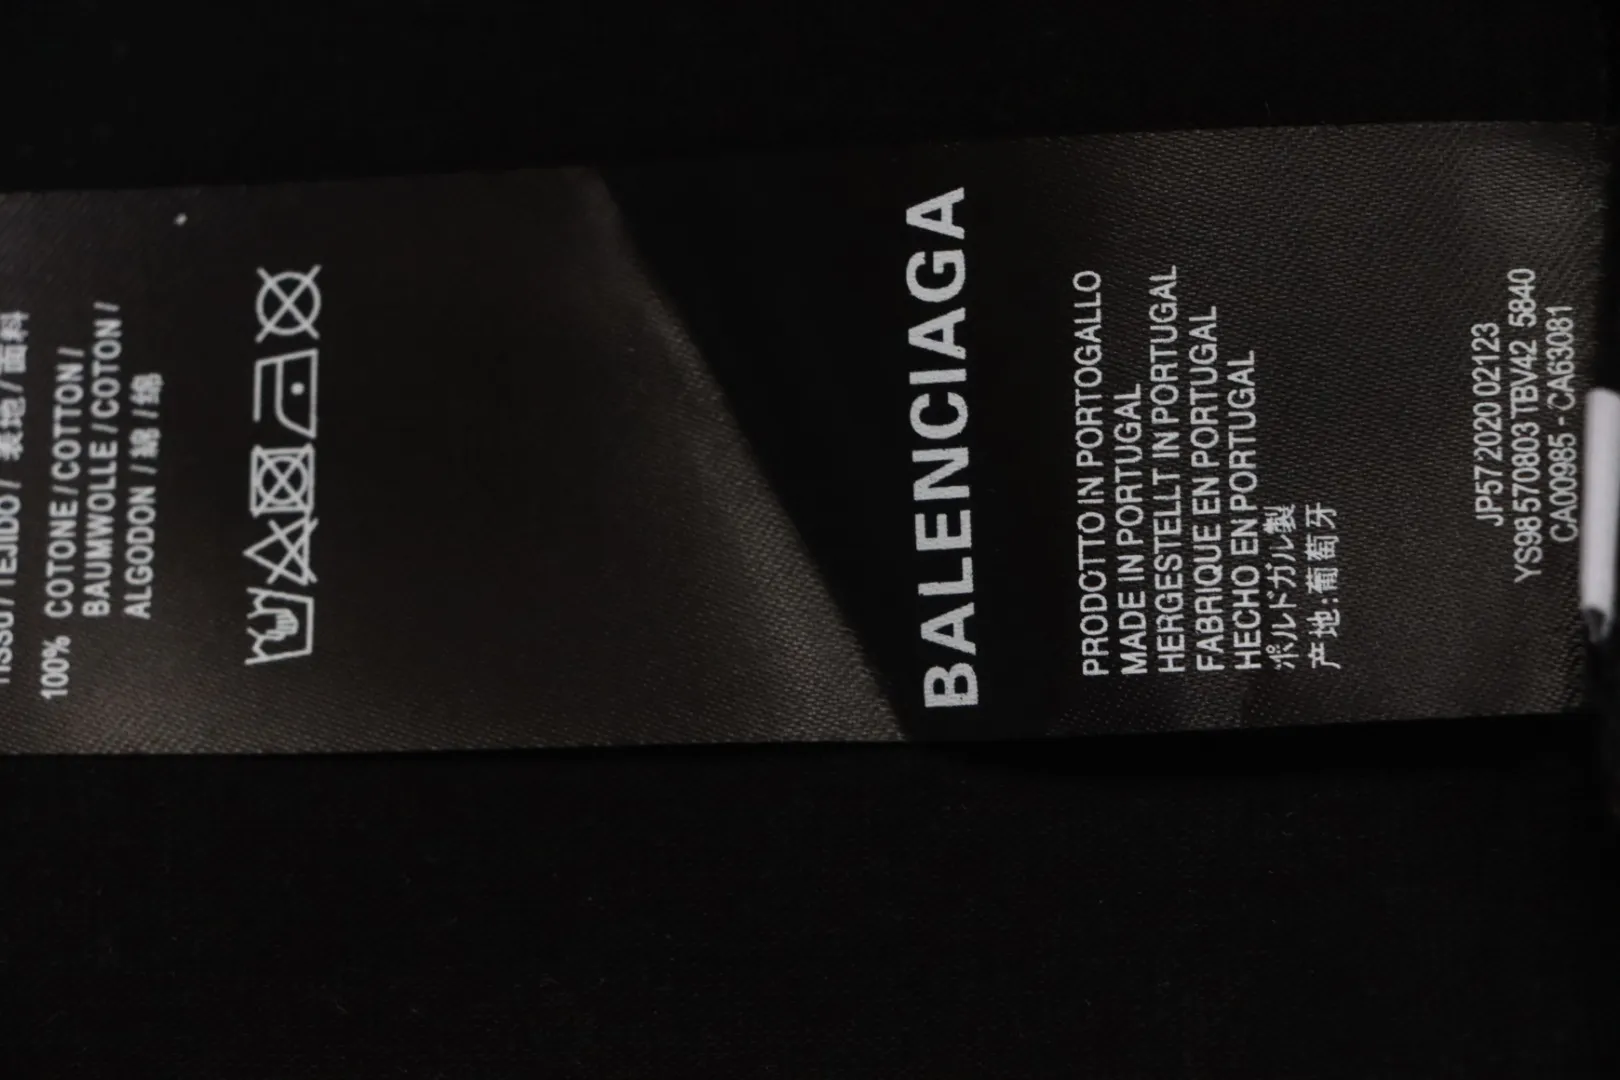 TISSU / TEJIDO / 表地 / 面料
100% COTONE / COTTON /
BAUMWOLLE / COTON /
ALGODON / 綿 / 绵
BALENCIAGA
PRODOTTO IN PORTOGALLO
MADE IN PORTUGAL
HERGESTELLT IN PORTUGAL
FABRIQUE EN PORTUGAL
HECHO EN PORTUGAL
ポルトガル製
产地:葡萄牙
JP57 2020 02123
YS98 570803 TBV42 5840
CA00985 - CA63081